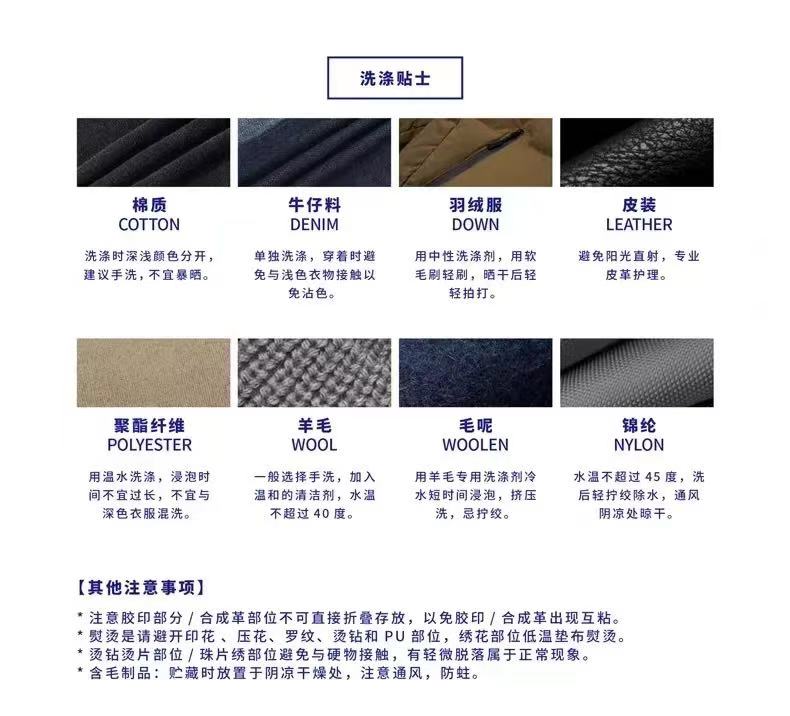 洗涤贴士
棉质
COTTON
洗涤时深浅颜色分开，
建议手洗，不宜暴晒。
牛仔料
DENIM
单独洗涤，穿着时避
免与浅色衣物接触以
免沾色。
羽绒服
DOWN
用中性洗涤剂，用软
毛刷轻刷，晒干后轻
轻拍打。
皮装
LEATHER
避免阳光直射，专业
皮革护理。
聚酯纤维
POLYESTER
用温水洗涤，浸泡时
间不宜过长，不宜与
深色衣服混洗。
羊毛
WOOL
一般选择手洗，加入
温和的清洁剂，水温
不超过 40 度。
毛呢
WOOLEN
用羊毛专用洗涤剂冷
水短时间浸泡，挤压
洗，忌拧绞。
锦纶
NYLON
水温不超过 45 度，洗
后轻拧绞除水，通风
阴凉处晾干。
【其他注意事项】
* 注意胶印部分 / 合成革部位不可直接折叠存放，以免胶印 / 合成革出现互粘。
* 熨烫是请避开印花 、压花、罗纹、烫钻和 PU 部位，绣花部位低温垫布熨烫。
* 烫钻烫片部位 / 珠片绣部位避免与硬物接触，有轻微脱落属于正常现象。
* 含毛制品：贮藏时放置于阴凉干燥处，注意通风，防蛀。